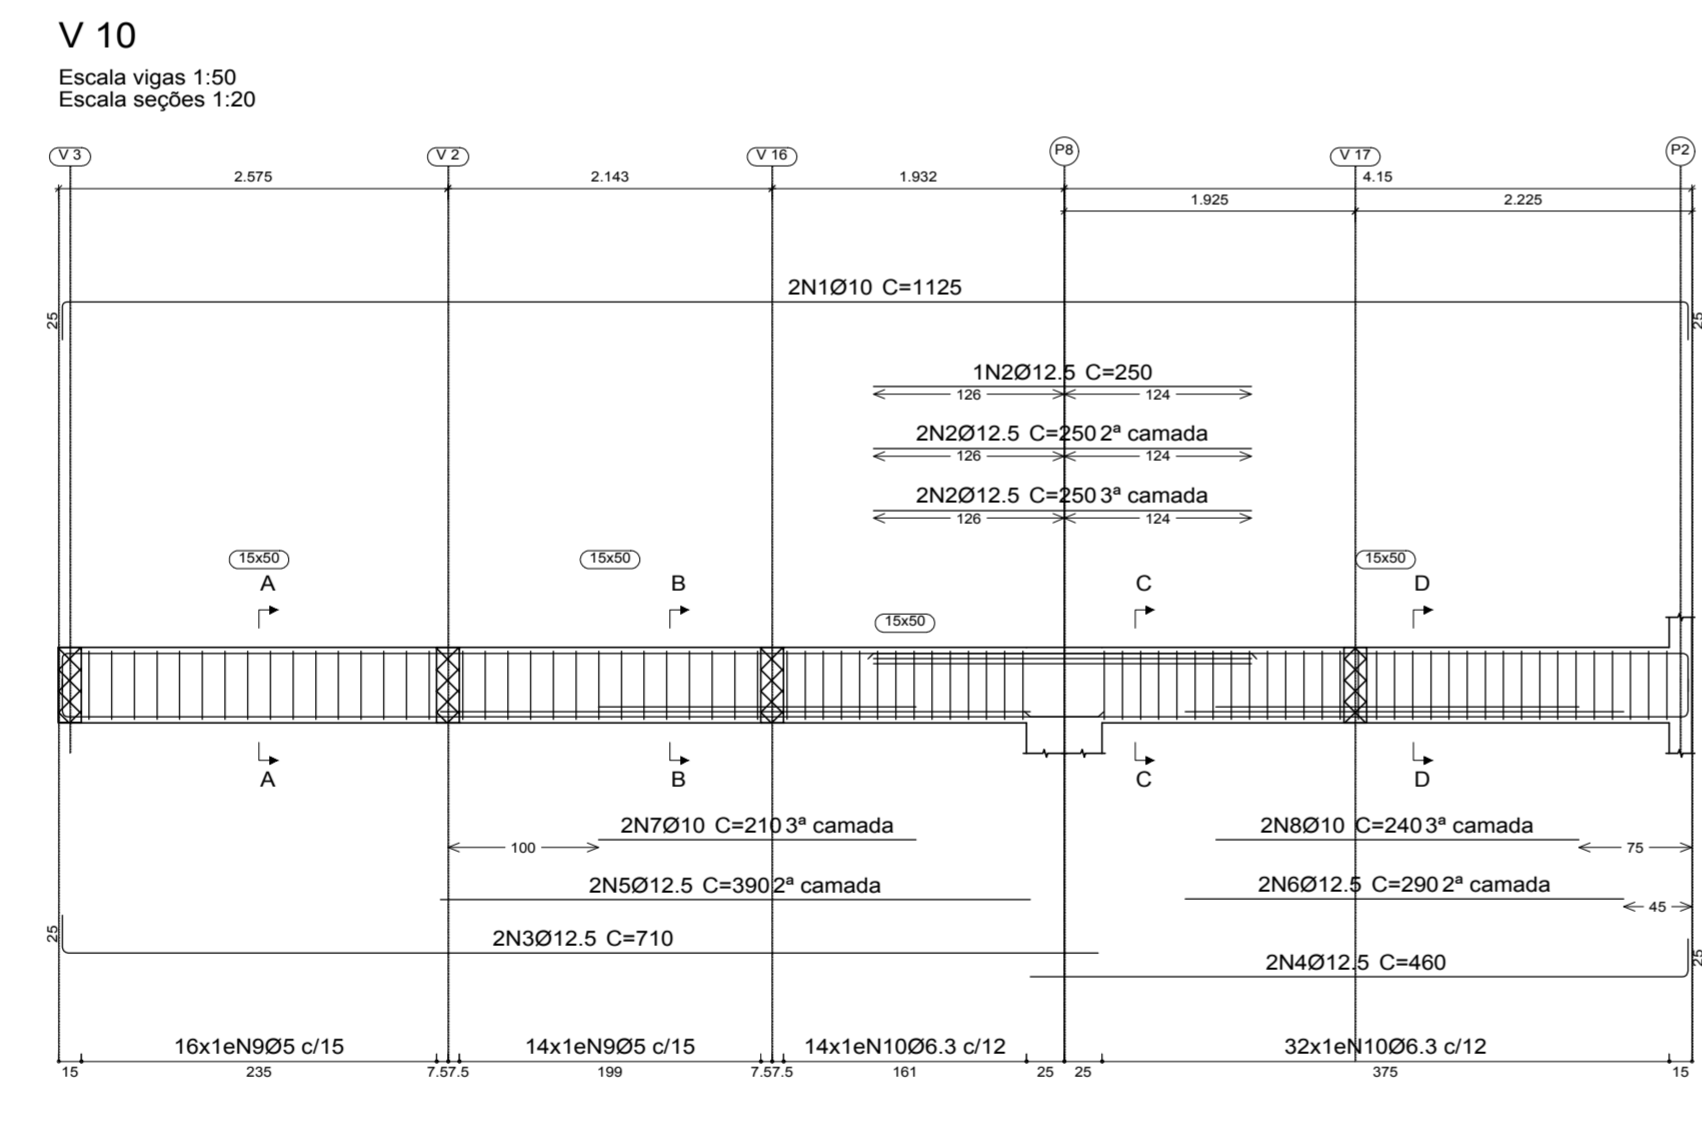 V 10
Escala vigas 1:50
Escala seções 1:20
V 3 V 2 V 16 P8 V 17 P2
2.575 2.143 1.932 4.15
1.925 2.225
2N1Ø10 C=1125
25 25
1N2Ø12.5 C=250
126 124
2N2Ø12.5 C=250 2ª camada
126 124
2N2Ø12.5 C=250 3ª camada
126 124
15x50 15x50 15x50
A B C D
15x50
A B C D
2N7Ø10 C=210 3ª camada 2N8Ø10 C=240 3ª camada
100 75
2N5Ø12.5 C=390 2ª camada 2N6Ø12.5 C=290 2ª camada
45
25 2N3Ø12.5 C=710
2N4Ø12.5 C=460 25
16x1eN9Ø5 c/15 14x1eN9Ø5 c/15 14x1eN10Ø6.3 c/12 32x1eN10Ø6.3 c/12
15 235 7.57.5 199 7.57.5 161 25 25 375 15